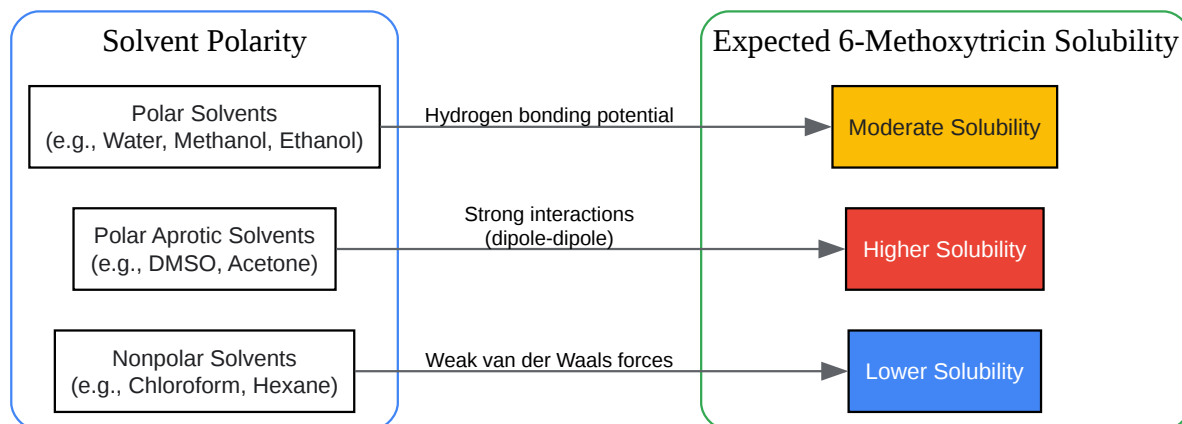 Solvent Polarity
Expected 6-Methoxytricin Solubility
Polar Solvents
(e.g., Water, Methanol, Ethanol)
Hydrogen bonding potential
Moderate Solubility
Polar Aprotic Solvents
(e.g., DMSO, Acetone)
Strong interactions
(dipole-dipole)
Higher Solubility
Nonpolar Solvents
(e.g., Chloroform, Hexane)
Weak van der Waals forces
Lower Solubility